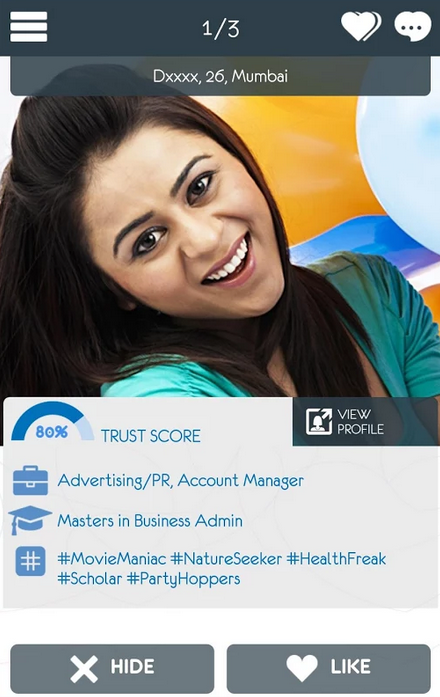 1/3
Dxxxx, 26, Mumbai
80%
TRUST SCORE
VIEW
PROFILE
Advertising/PR, Account Manager
Masters in Business Admin
#MovieManiac #NatureSeeker #HealthFreak
#Scholar #PartyHoppers
HIDE
LIKE